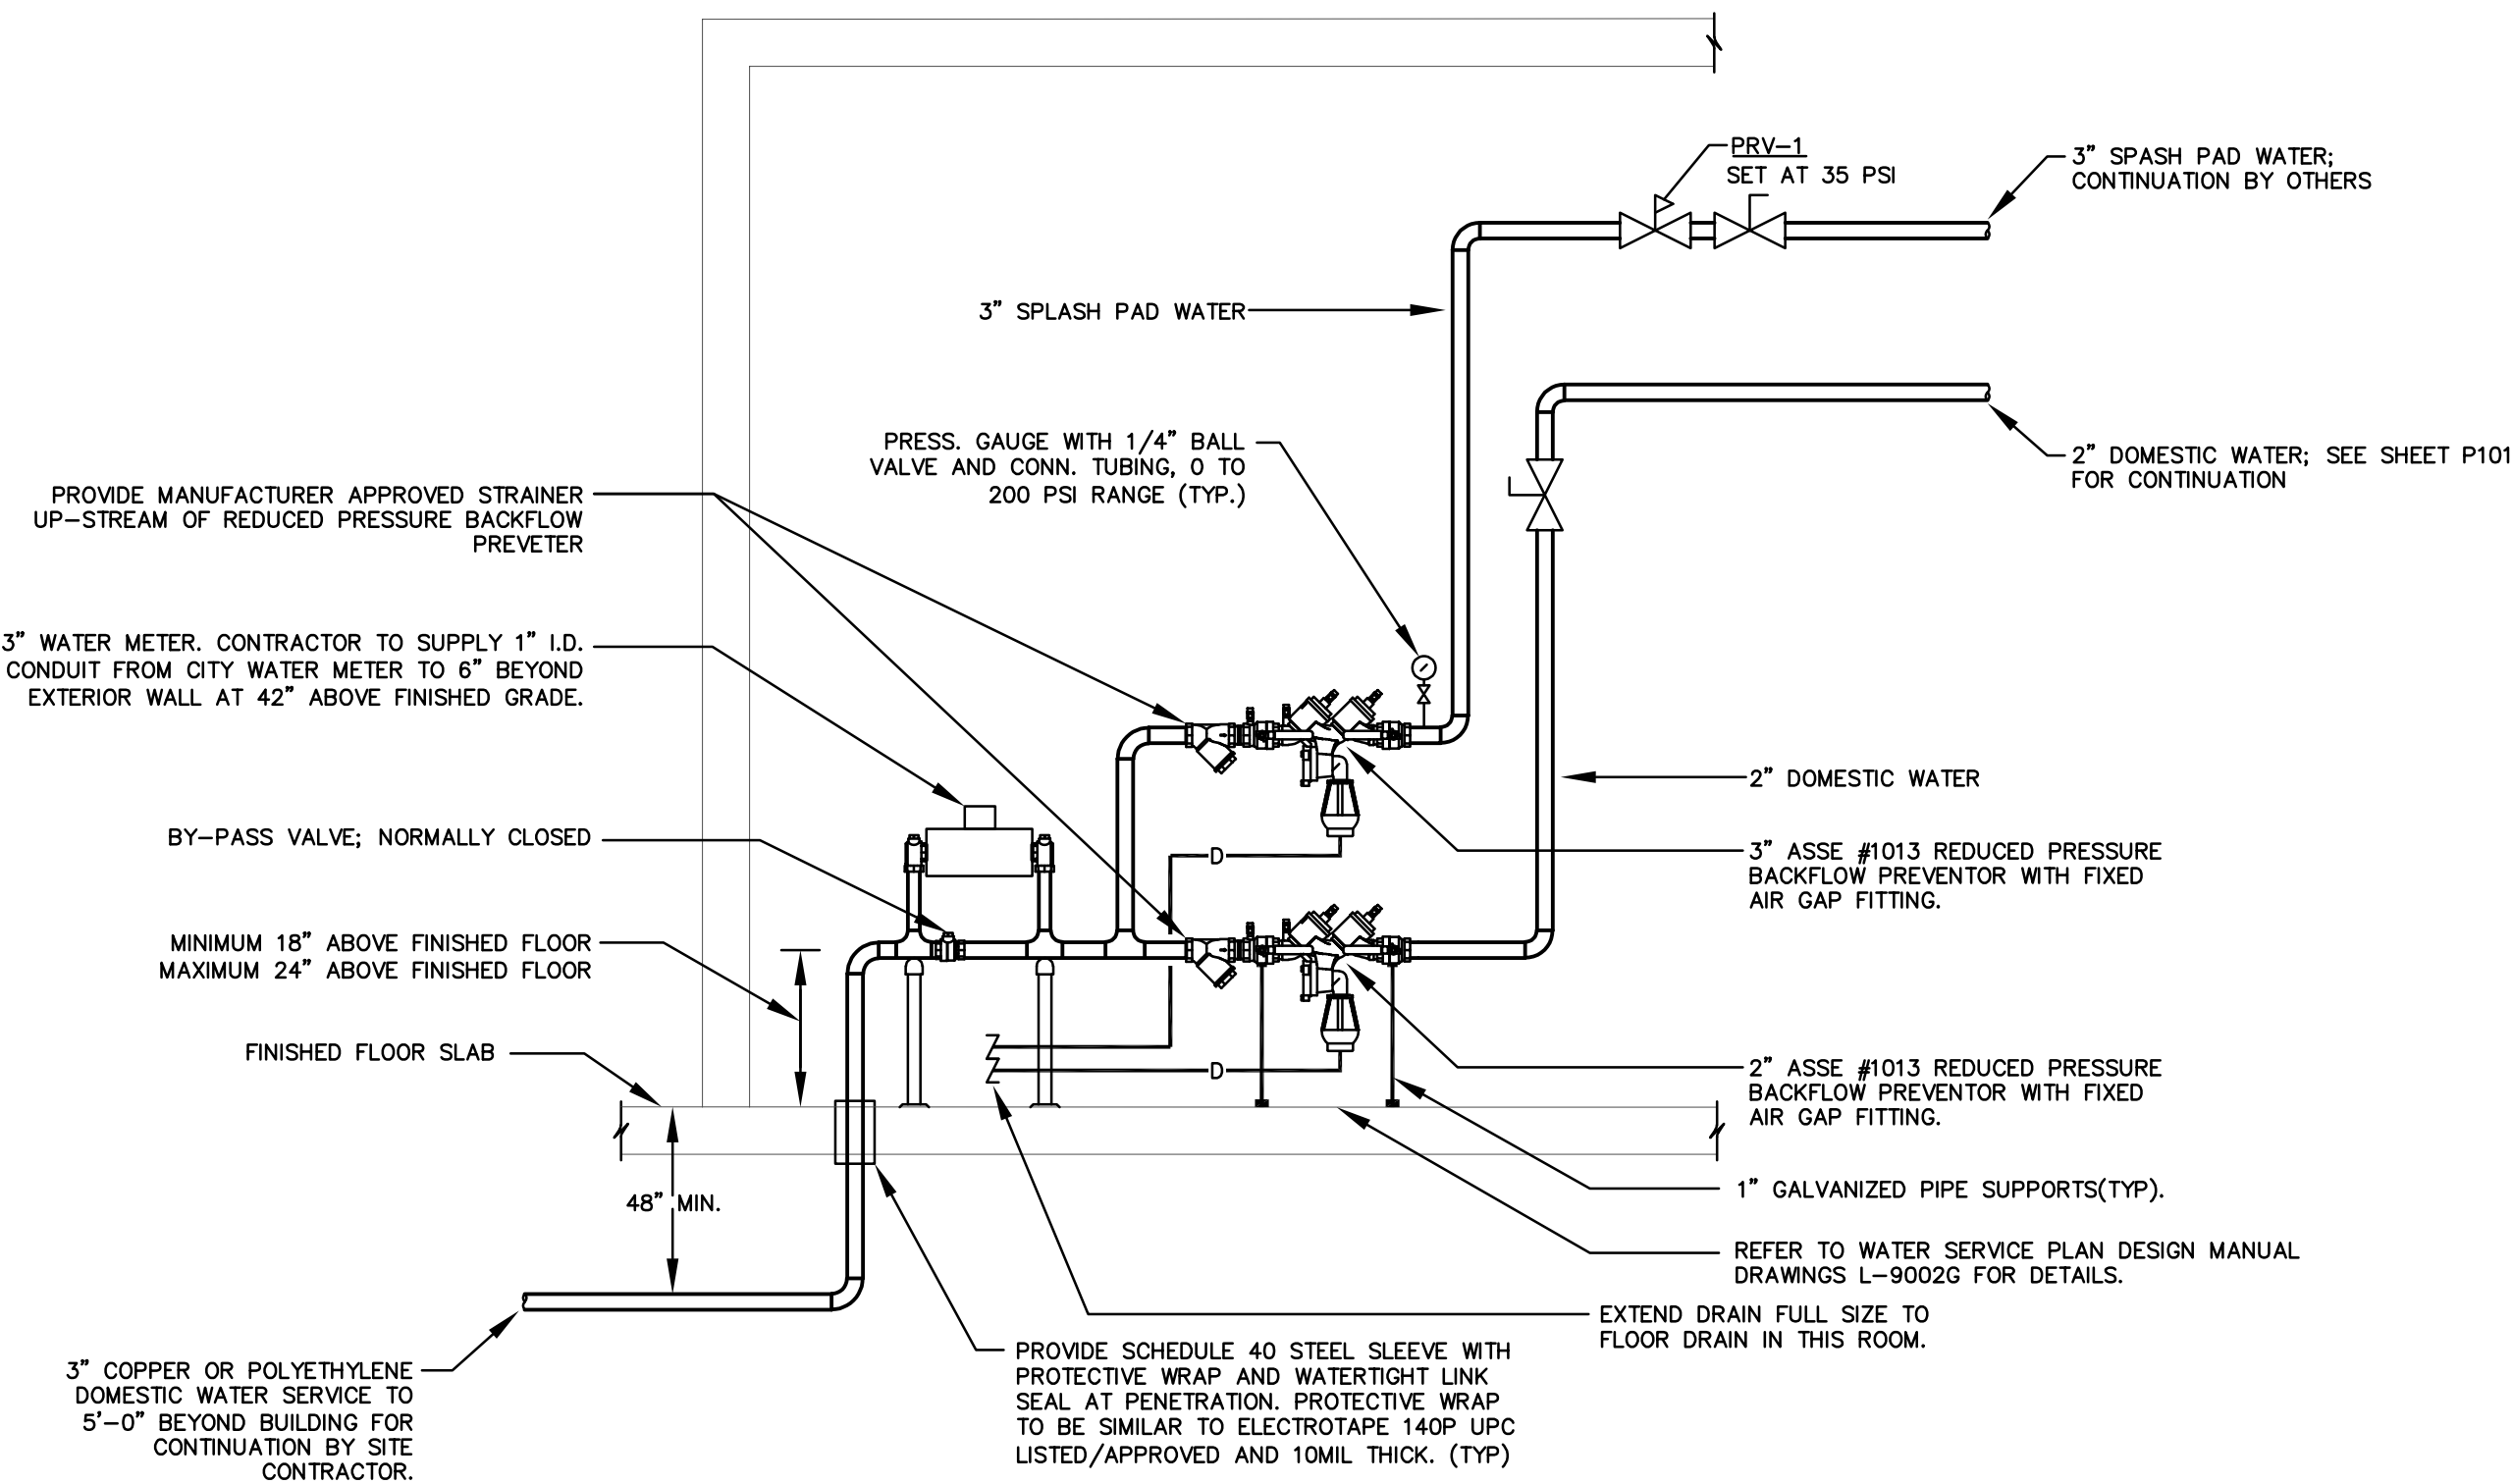 PRV-1
SET AT 35 PSI
3" SPASH PAD WATER;
CONTINUATION BY OTHERS
3" SPLASH PAD WATER
PRESS. GAUGE WITH 1/4" BALL
VALVE AND CONN. TUBING, 0 TO
200 PSI RANGE (TYP.)
2" DOMESTIC WATER; SEE SHEET P101
FOR CONTINUATION
PROVIDE MANUFACTURER APPROVED STRAINER
UP-STREAM OF REDUCED PRESSURE BACKFLOW
PREVETER
3" WATER METER. CONTRACTOR TO SUPPLY 1" I.D.
CONDUIT FROM CITY WATER METER TO 6" BEYOND
EXTERIOR WALL AT 42" ABOVE FINISHED GRADE.
2" DOMESTIC WATER
BY-PASS VALVE; NORMALLY CLOSED
3" ASSE #1013 REDUCED PRESSURE
BACKFLOW PREVENTOR WITH FIXED
AIR GAP FITTING.
D
MINIMUM 18" ABOVE FINISHED FLOOR
MAXIMUM 24" ABOVE FINISHED FLOOR
FINISHED FLOOR SLAB
D
2" ASSE #1013 REDUCED PRESSURE
BACKFLOW PREVENTOR WITH FIXED
AIR GAP FITTING.
48" MIN.
1" GALVANIZED PIPE SUPPORTS(TYP).
REFER TO WATER SERVICE PLAN DESIGN MANUAL
DRAWINGS L-9002G FOR DETAILS.
EXTEND DRAIN FULL SIZE TO
FLOOR DRAIN IN THIS ROOM.
PROVIDE SCHEDULE 40 STEEL SLEEVE WITH
PROTECTIVE WRAP AND WATERTIGHT LINK
SEAL AT PENETRATION. PROTECTIVE WRAP
TO BE SIMILAR TO ELECTROTAPE 140P UPC
LISTED/APPROVED AND 10MIL THICK. (TYP)
3" COPPER OR POLYETHYLENE
DOMESTIC WATER SERVICE TO
5'-0" BEYOND BUILDING FOR
CONTINUATION BY SITE
CONTRACTOR.